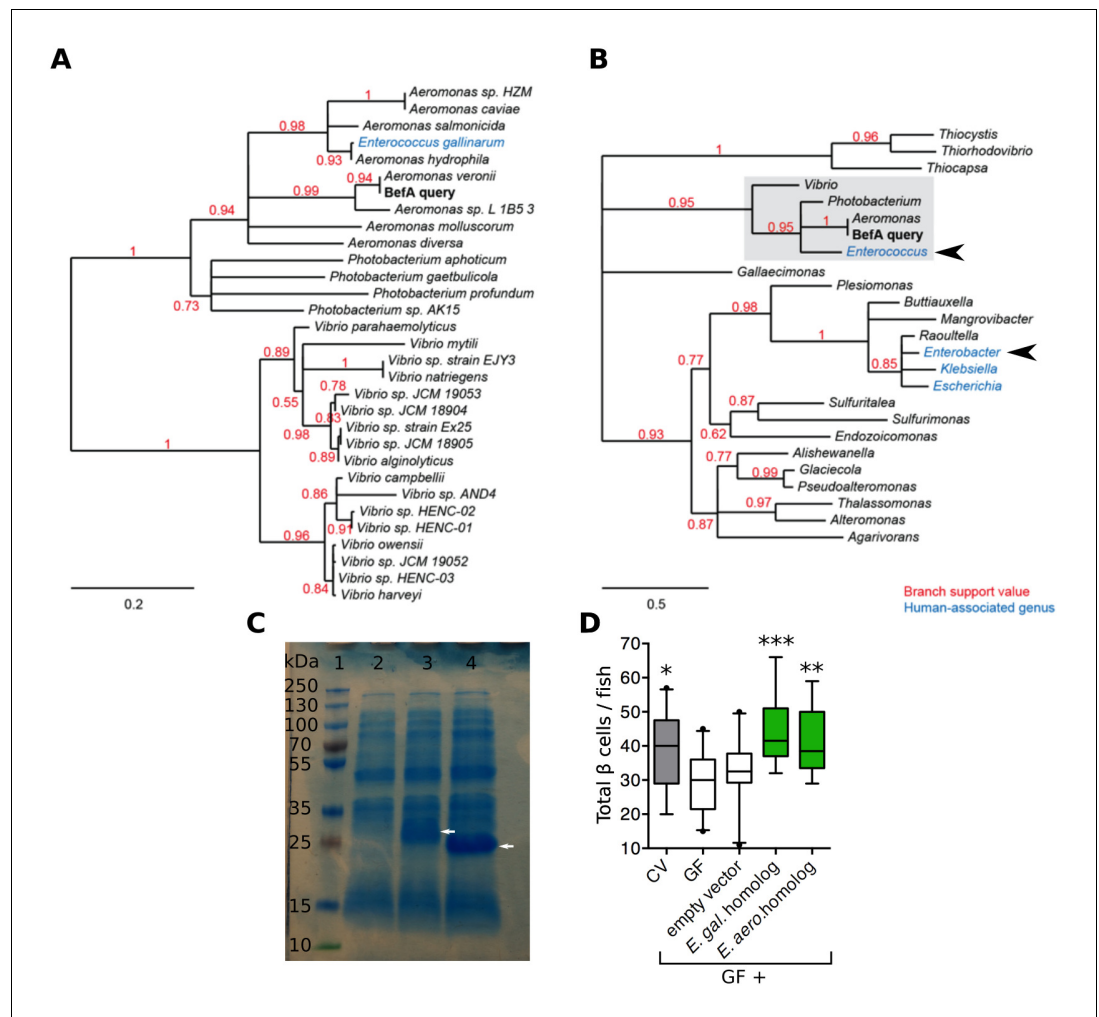 A
Aeromonas sp. HZM
1
Aeromonas caviae
0.98
Aeromonas salmonicida
Enterococcus gallinarum
0.93
Aeromonas hydrophila
Aeromonas veronii
0.94
BefA query
0.99
Aeromonas sp. L 1B5 3
0.94
Aeromonas molluscorum
Aeromonas diversa
1
Photobacterium aphoticum
Photobacterium gaetbulicola
Photobacterium profundum
0.73
Photobacterium sp. AK15
Vibrio parahaemolyticus
Vibrio mytili
0.89
Vibrio sp. strain EJY3
1
Vibrio natriegens
0.78
Vibrio sp. JCM 19053
0.55
Vibrio sp. JCM 18904
0.83
Vibrio sp. strain Ex25
0.98
Vibrio sp. JCM 18905
0.89
Vibrio alginolyticus
1
Vibrio campbellii
0.86
Vibrio sp. AND4
Vibrio sp. HENC-02
0.91
Vibrio sp. HENC-01
0.96
Vibrio owensii
Vibrio sp. JCM 19052
Vibrio sp. HENC-03
0.84
Vibrio harveyi
0.2
B
Thiocystis
0.96
Thiorhodovibrio
1
Thiocapsa
Vibrio
0.95
Photobacterium
Aeromonas
1
0.95
BefA query
Enterococcus
Gallaecimonas
Plesiomonas
0.98
Buttiauxella
Mangrovibacter
1
Raoultella
Enterobacter
0.85
Klebsiella
0.77
Escherichia
Sulfuritalea
0.87
Sulfurimonas
0.62
Endozoicomonas
0.93
Alishewanella
0.77
Glaciecola
0.99
Pseudoalteromonas
Thalassomonas
0.97
Alteromonas
0.87
Agarivorans
0.5
Branch support value
Human-associated genus
C
kDa 1 2 3 4
250
130
100
70
55
35
25
15
10
D
Total β cells / fish
70
60
50
40
30
20
10
*
***
**
CV
GF
empty vector
E. gal. homolog
E. aero.homolog
GF +